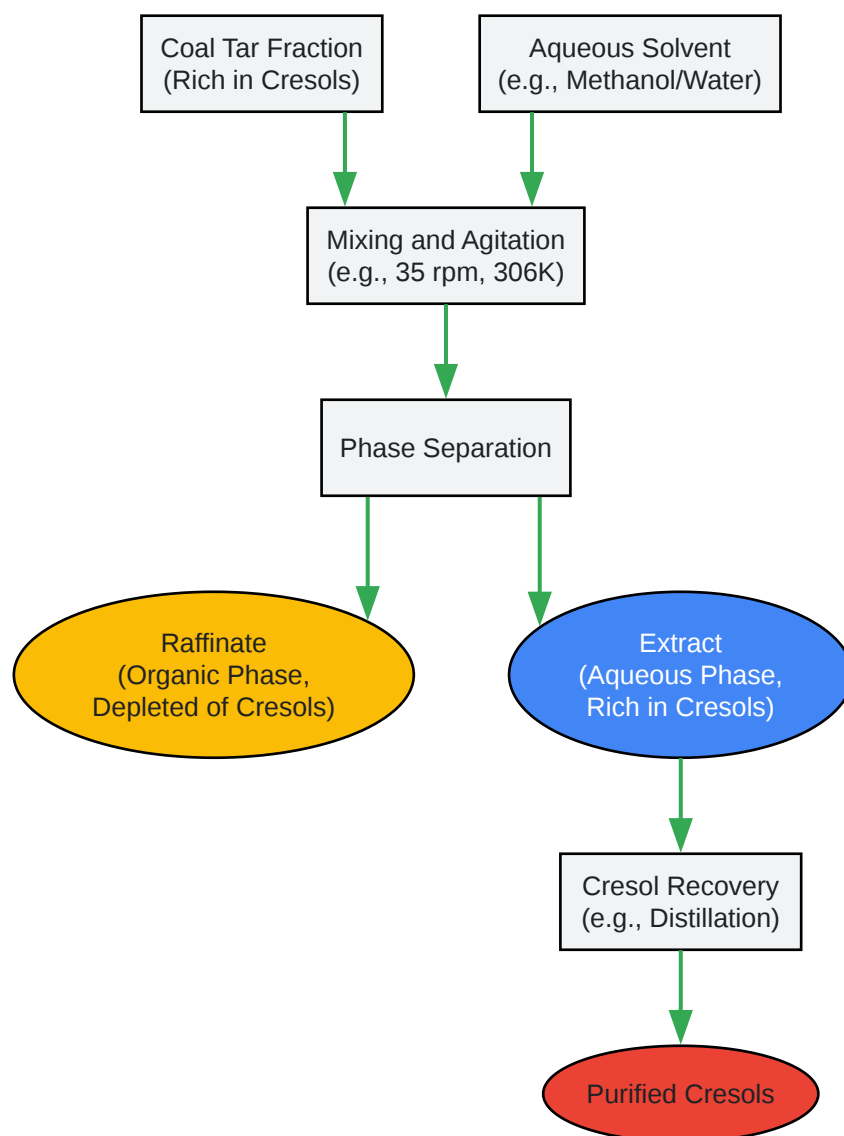 Coal Tar Fraction
(Rich in Cresols)
Aqueous Solvent
(e.g., Methanol/Water)
Mixing and Agitation
(e.g., 35 rpm, 306K)
Phase Separation
Raffinate
(Organic Phase,
Depleted of Cresols)
Extract
(Aqueous Phase,
Rich in Cresols)
Cresol Recovery
(e.g., Distillation)
Purified Cresols